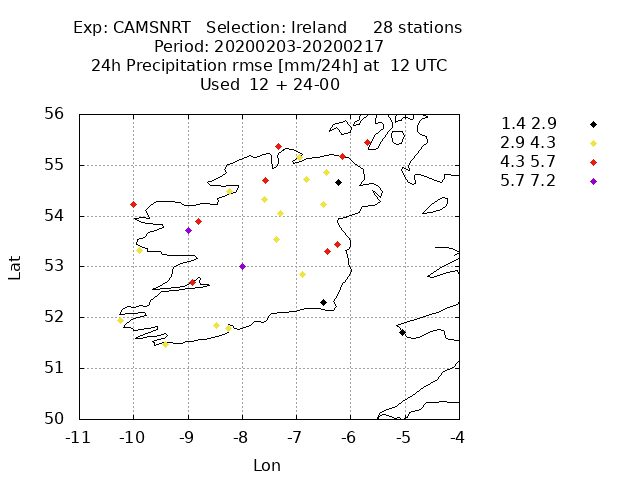 Exp: CAMSNRT Selection: Ireland 28 stations
Period: 20200203-20200217
24h Precipitation rmse [mm/24h] at 12 UTC
Used 12 + 24-00
1.4 2.9
2.9 4.3
4.3 5.7
5.7 7.2
56
55
54
53
52
51
50
Lat
-11 -10 -9 -8 -7 -6 -5 -4
Lon